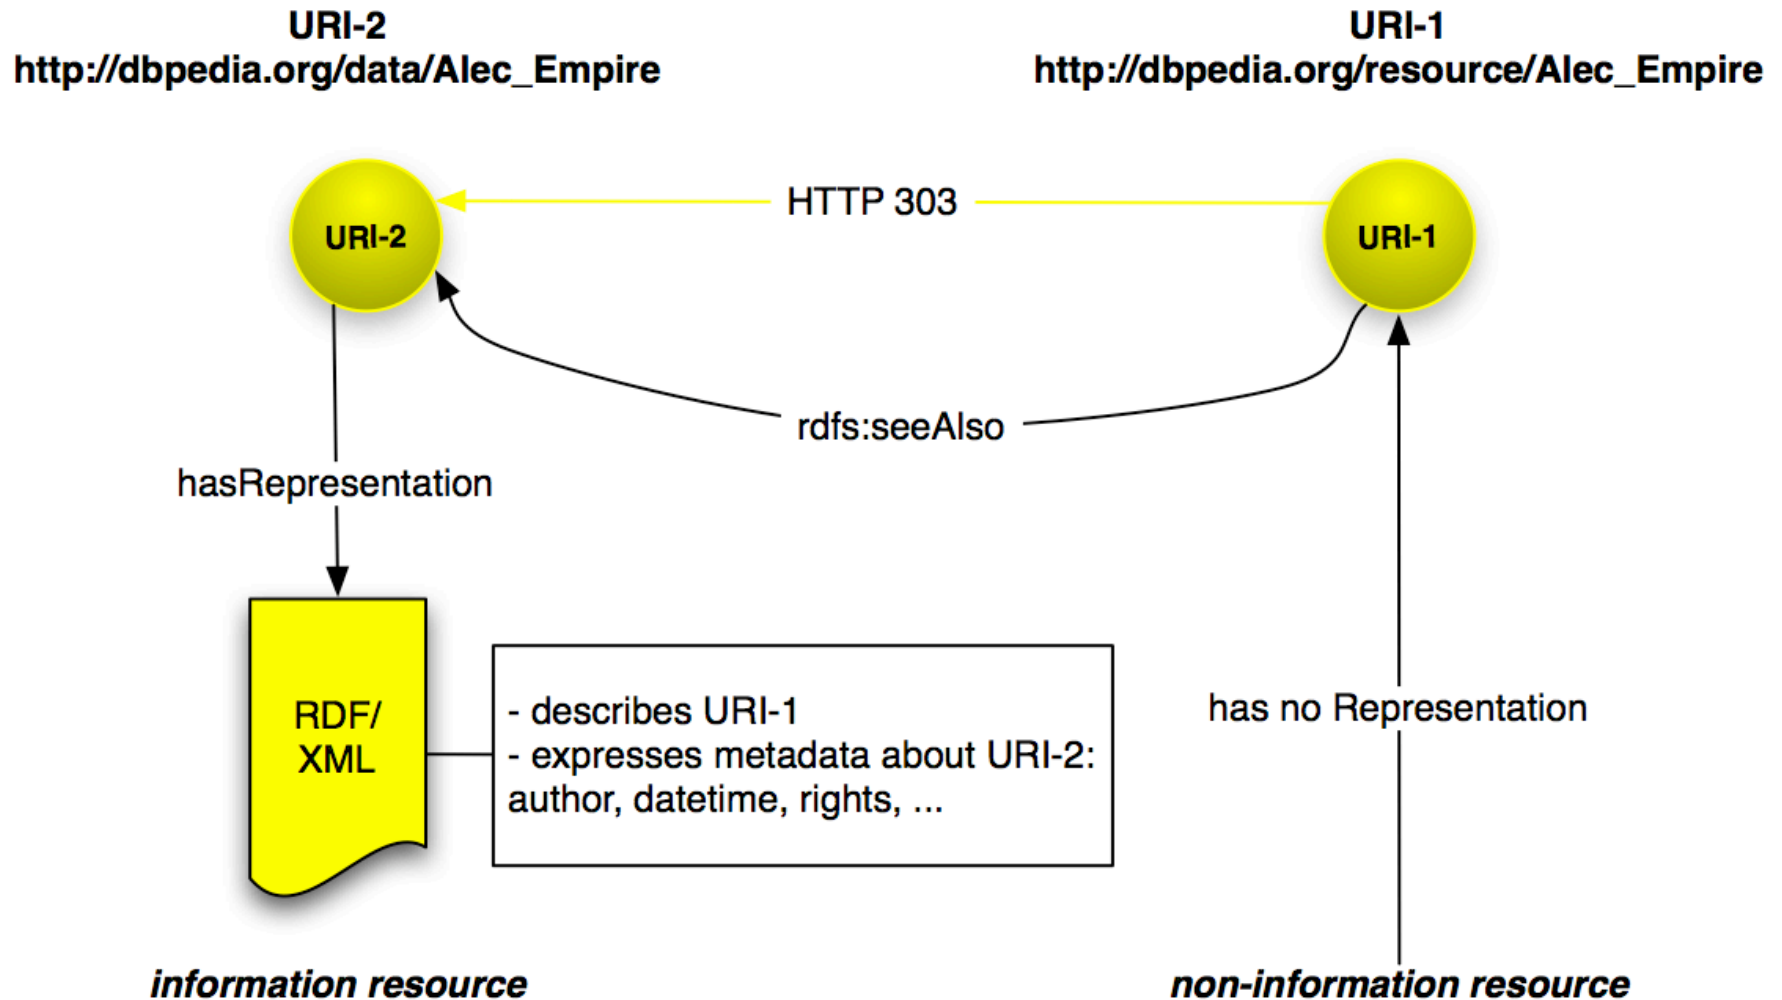 URI-2
http://dbpedia.org/data/Alec_Empire
URI-1
http://dbpedia.org/resource/Alec_Empire
URI-2
HTTP 303
URI-1
rdfs:seeAlso
hasRepresentation
RDF/
XML
- describes URI-1
- expresses metadata about URI-2:
author, datetime, rights, ...
has no Representation
information resource
non-information resource